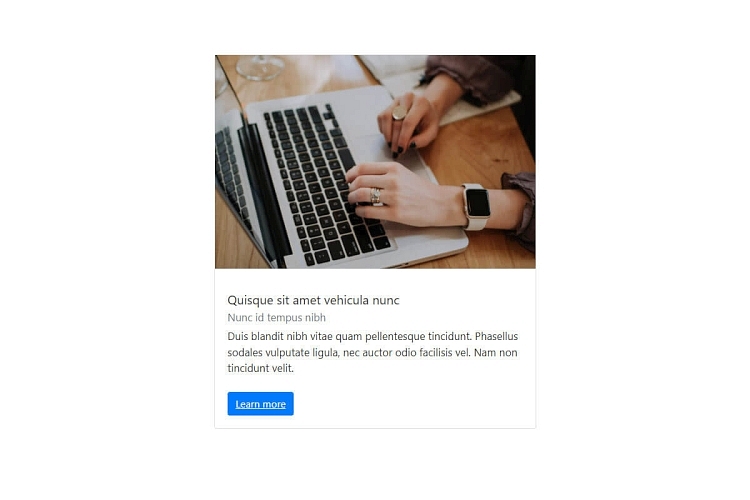 Quisque sit amet vehicula nunc
Nunc id tempus nibh
Duis blandit nibh vitae quam pellentesque tincidunt. Phasellus
sodales vulputate ligula, nec auctor odio facilisis vel. Nam non
tincidunt velit.
Learn more